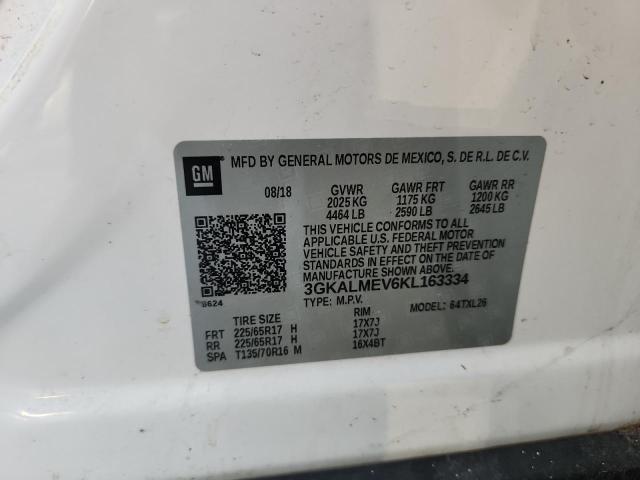 GM ® MFD BY GENERAL MOTORS DE MEXICO, S. DE R.L. DE C.V.
08/18 GVWR GAWR FRT GAWR RR
2025 KG 1175 KG 1200 KG
4464 LB 2590 LB 2645 LB
THIS VEHICLE CONFORMS TO ALL
APPLICABLE U.S. FEDERAL MOTOR
VEHICLE SAFETY AND THEFT PREVENTION
STANDARDS IN EFFECT ON THE DATE OF
MANUFACTURE SHOWN ABOVE.
3GKALMEV6KL163334
TYPE: M.P.V. MODEL: 64TXL26
TIRE SIZE RIM
FRT 225/65R17 H 17X7J
RR 225/65R17 H 17X7J
SPA T135/70R16 M 16X4BT